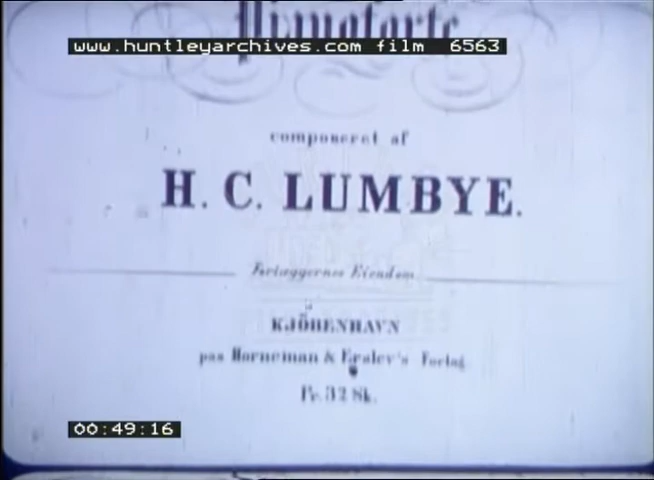 Pianoforte
www.huntleyarchives.com film 6563
componeret af
H. C. LUMBYE.
Forlæggernes Eiendom
KJÖBENHAVN
paa Horneman & Erslev's Forlag
Pr. 32 Sk.
00:49:16